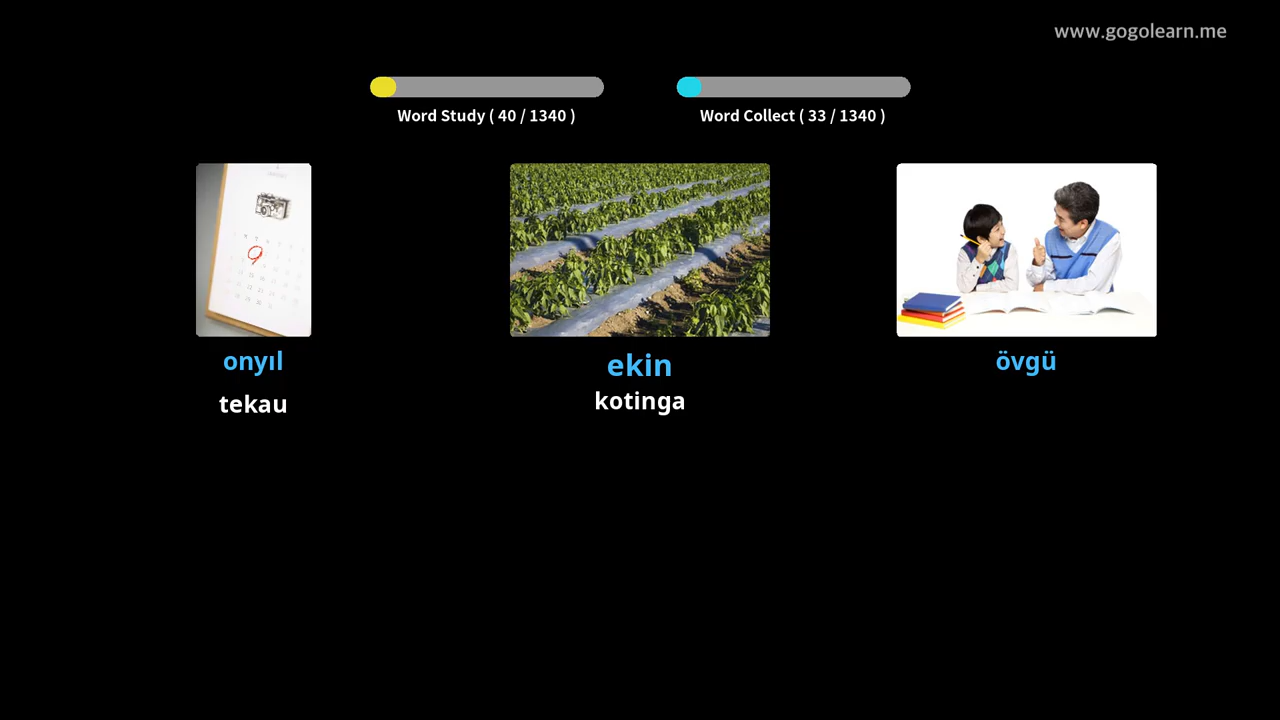 www.gogolearn.me
Word Study ( 40 / 1340 )
Word Collect ( 33 / 1340 )
onyıl
ekin
övgü
tekau
kotinga